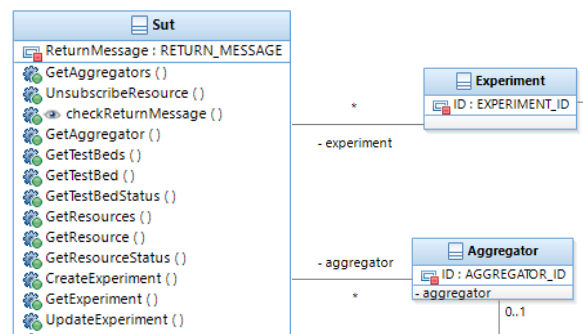 Sut
ReturnMessage : RETURN_MESSAGE
GetAggregators ( )
UnsubscribeResource ( )
checkReturnMessage ( )
GetAggregator ( )
GetTestBeds ( )
GetTestBed ( )
GetTestBedStatus ( )
GetResources ( )
GetResource ( )
GetResourceStatus ( )
CreateExperiment ( )
GetExperiment ( )
UpdateExperiment ( )
*
- experiment
Experiment
ID : EXPERIMENT_ID
- aggregator
*
Aggregator
ID : AGGREGATOR_ID
- aggregator
0..1